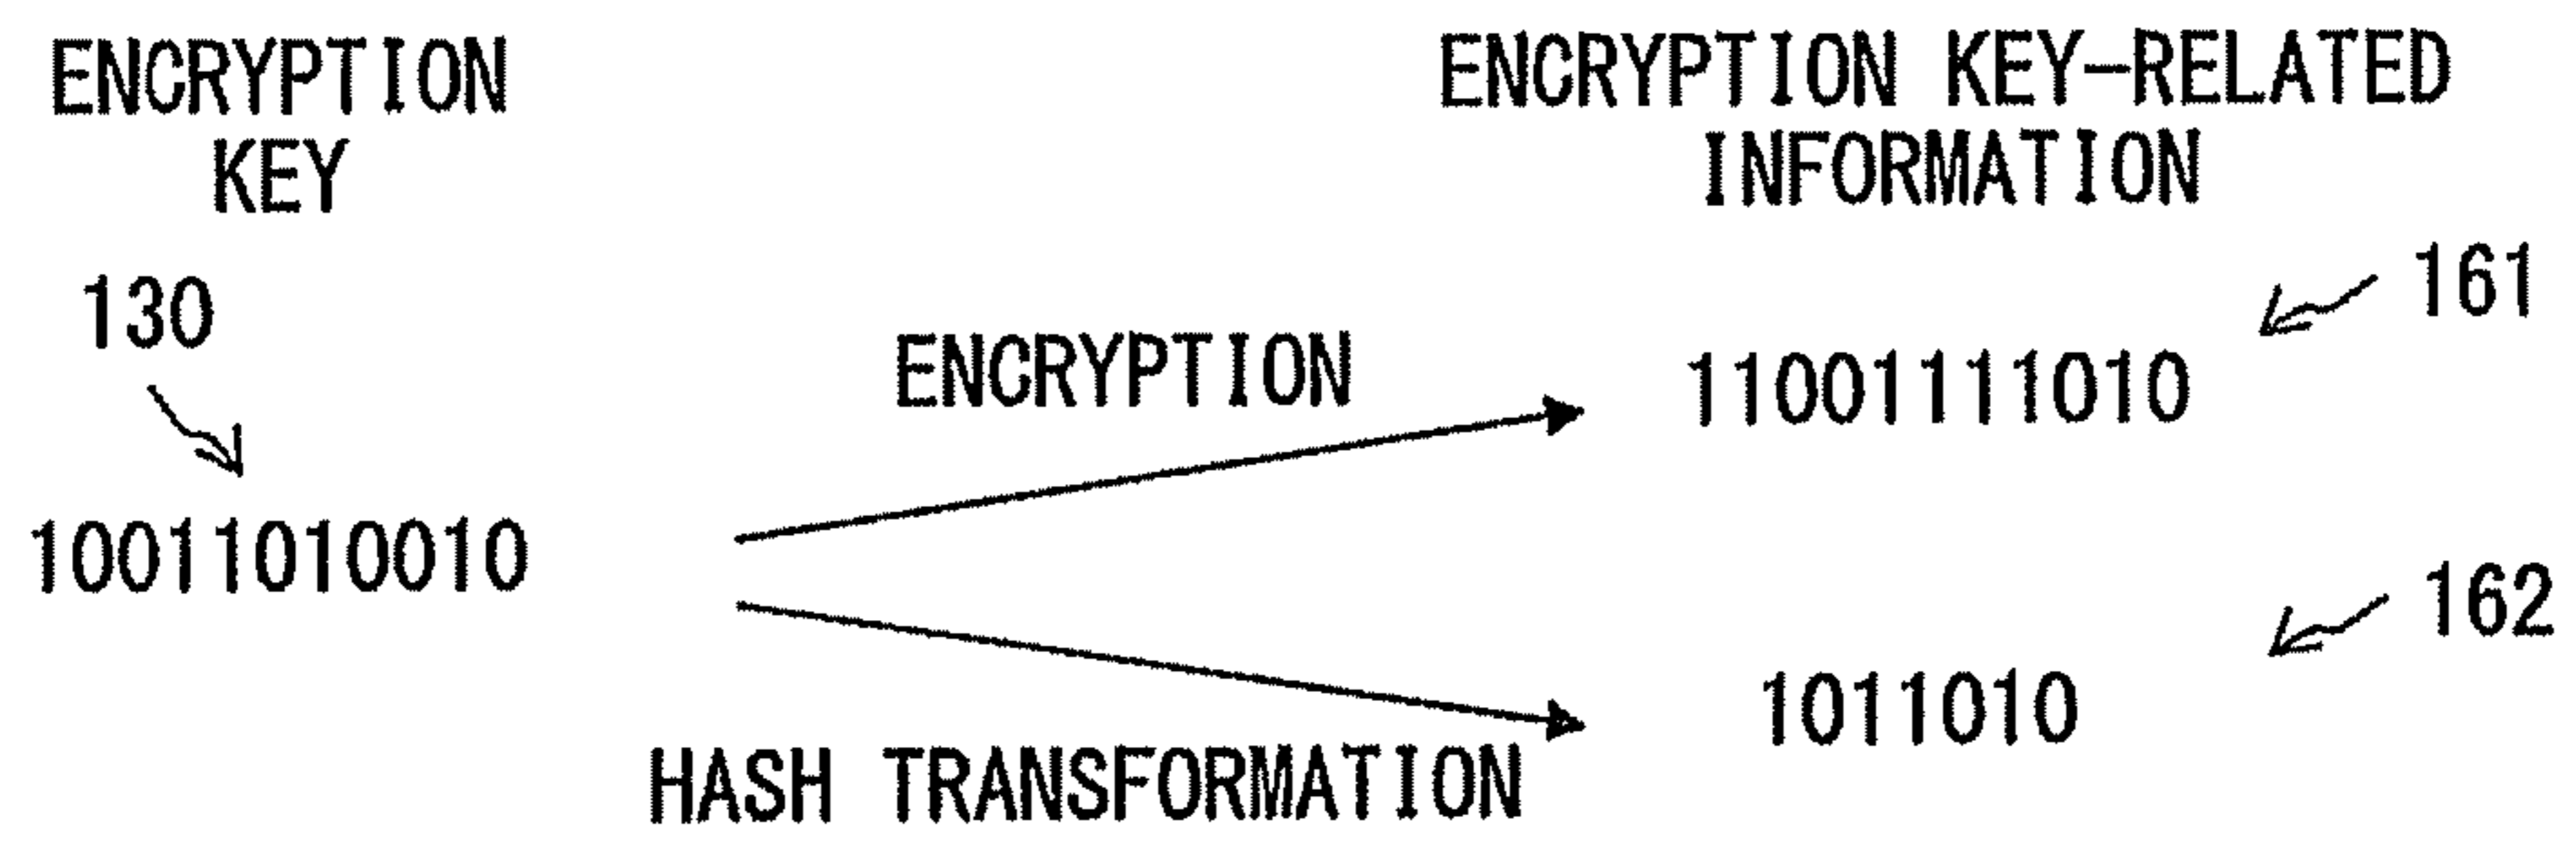 ENCRYPTION
KEY
ENCRYPTION KEY-RELATED
INFORMATION
130
161
ENCRYPTION
11001111010
10011010010
162
1011010
HASH TRANSFORMATION